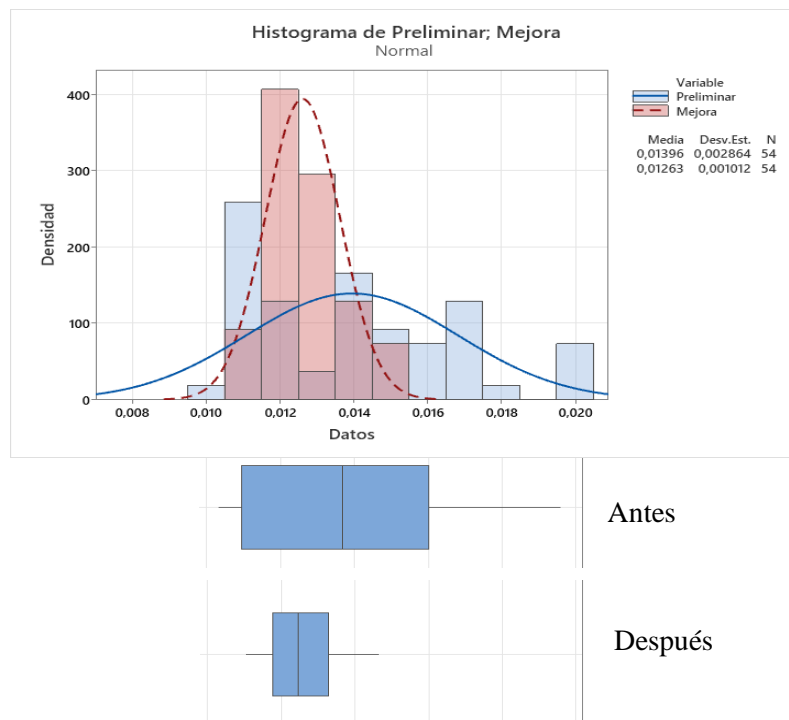 Histograma de Preliminar; Mejora
Normal
Variable
Preliminar
Mejora
Media Desv.Est. N
0,01396 0,002864 54
0,01263 0,001012 54
Densidad
400
300
200
100
0
0,008 0,010 0,012 0,014 0,016 0,018 0,020
Datos
Antes
Después